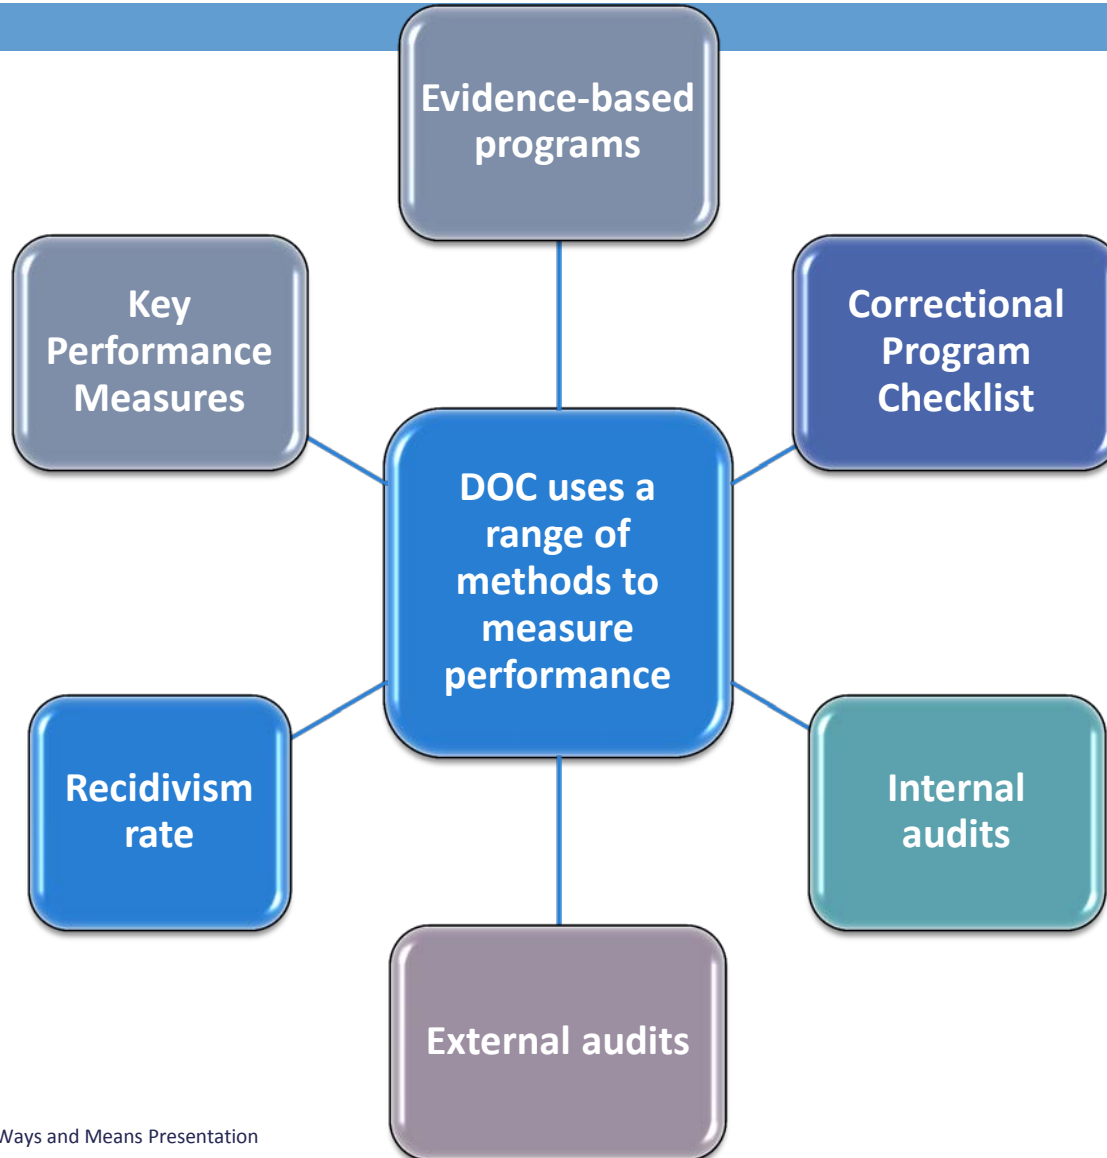 Evidence-based
programs
Key
Performance
Measures
Correctional
Program
Checklist
DOC uses a
range of
methods to
measure
performance
Recidivism
rate
Internal
audits
External audits
Ways and Means Presentation